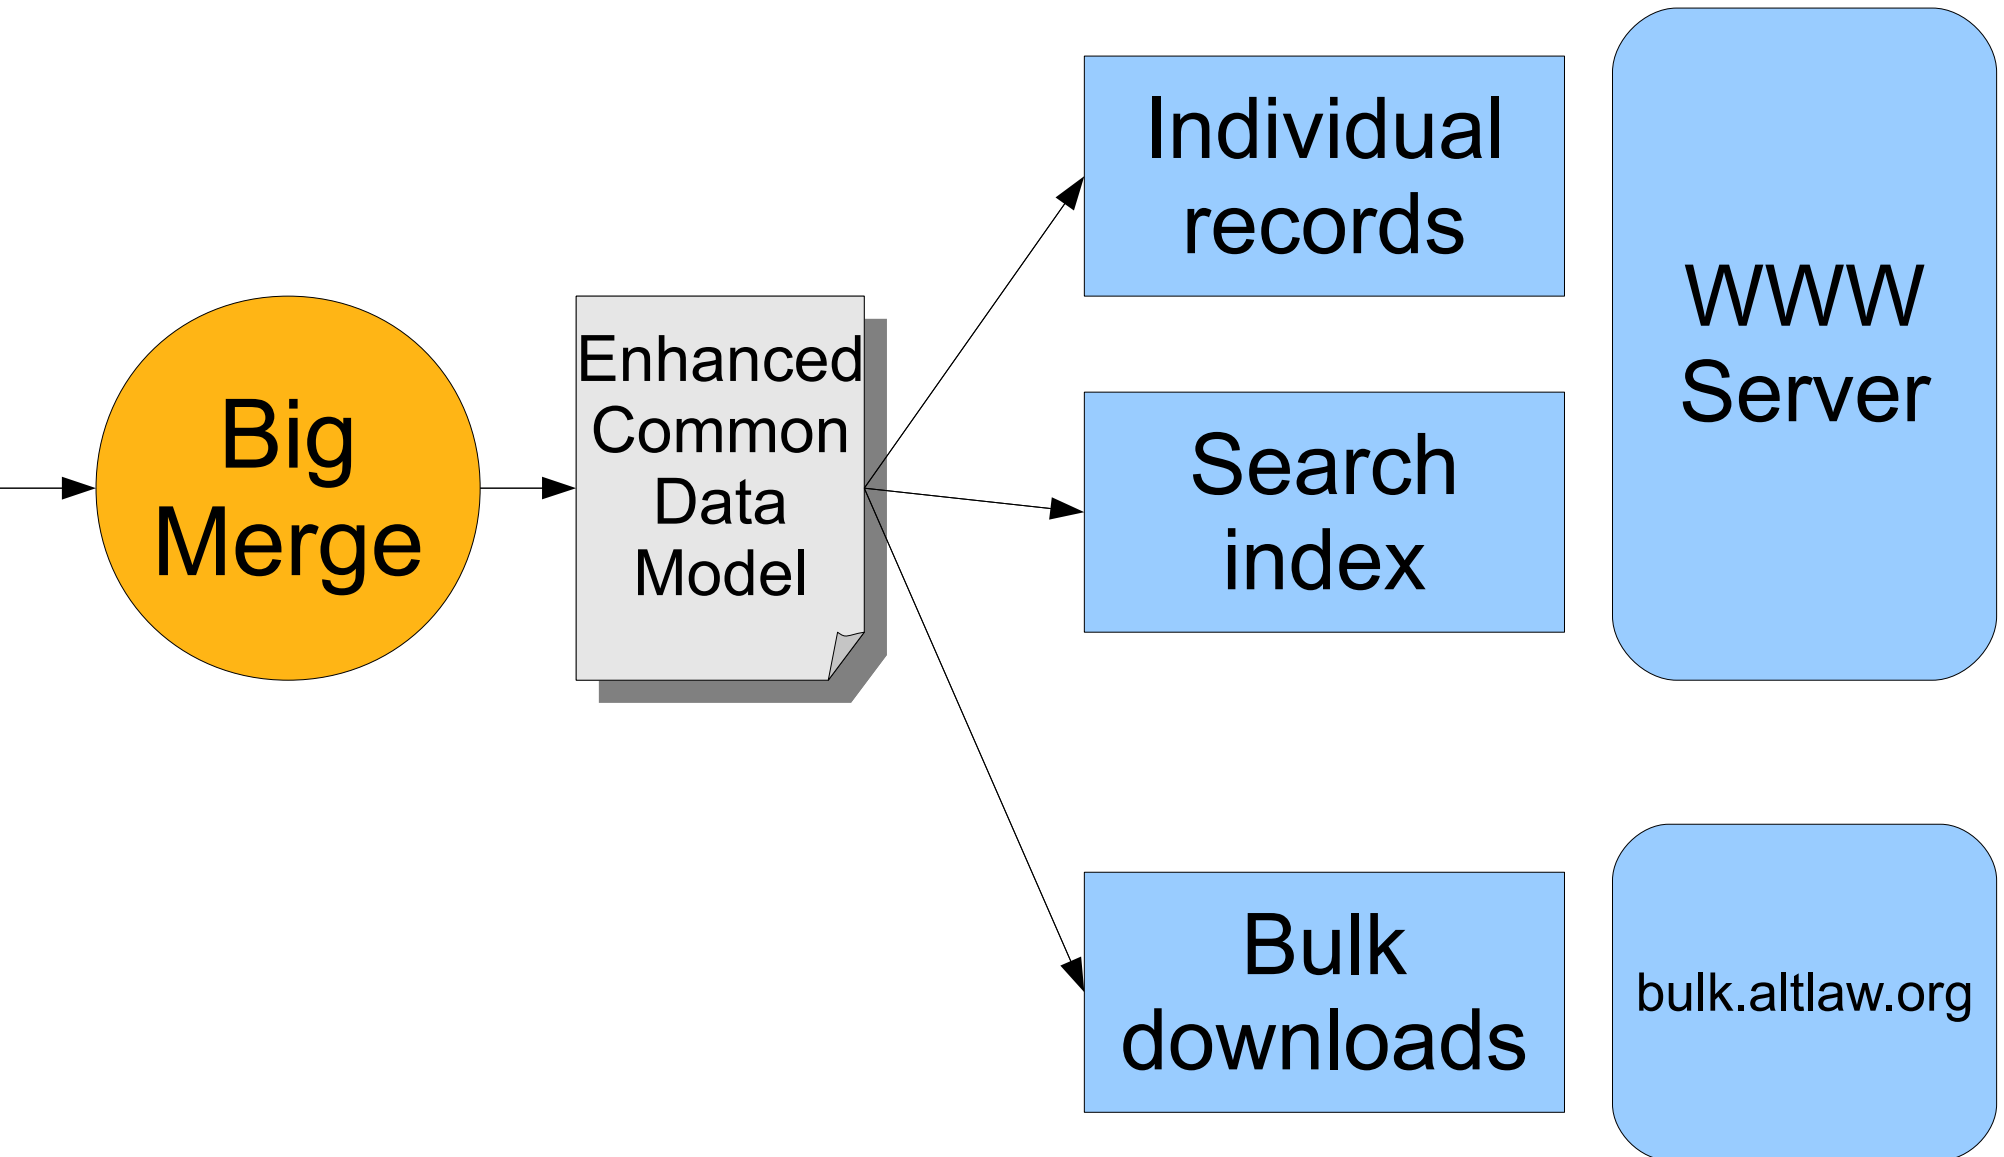 Big
Merge
Enhanced
Common
Data
Model
Individual
records
Search
index
Bulk
downloads
WWW
Server
bulk.altlaw.org